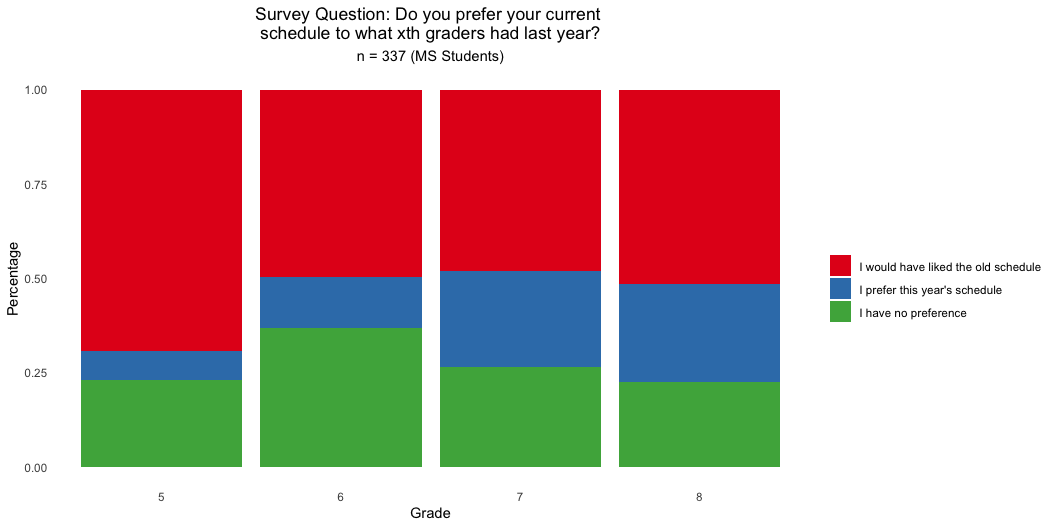 Survey Question: Do you prefer your current
schedule to what xth graders had last year?
n = 337 (MS Students)
1.00
0.75
0.50
0.25
0.00
Percentage
5
6
7
8
Grade
I would have liked the old schedule
I prefer this year's schedule
I have no preference